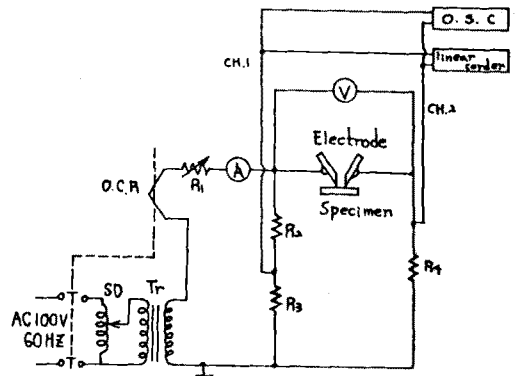 O. S. C
linear
corder
CH.1
CH.2
V
Electrode
Specimen
O.C.R
R1
A
R2
R3
R4
SD
Tr
AC100V
60HZ
T
T